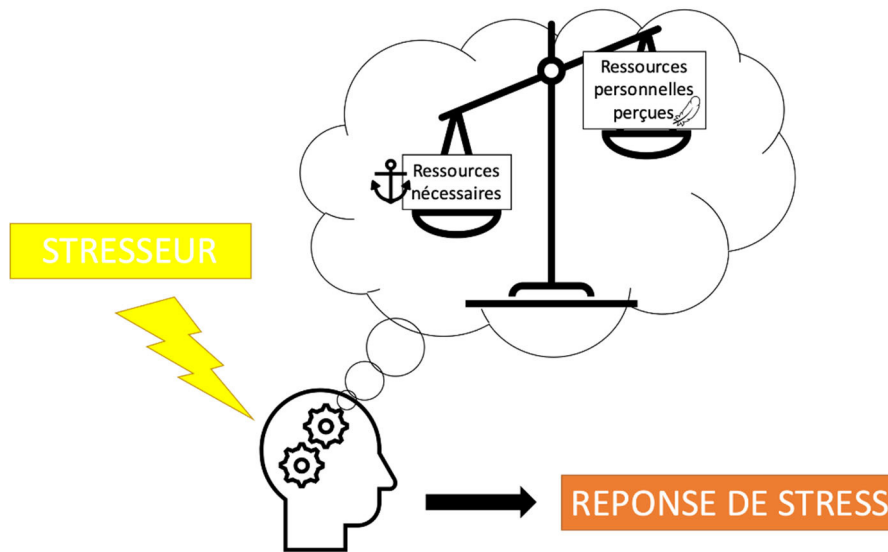 Ressources
personnelles
perçues
Ressources
nécessaires
STRESSEUR
REPONSE DE STRESS